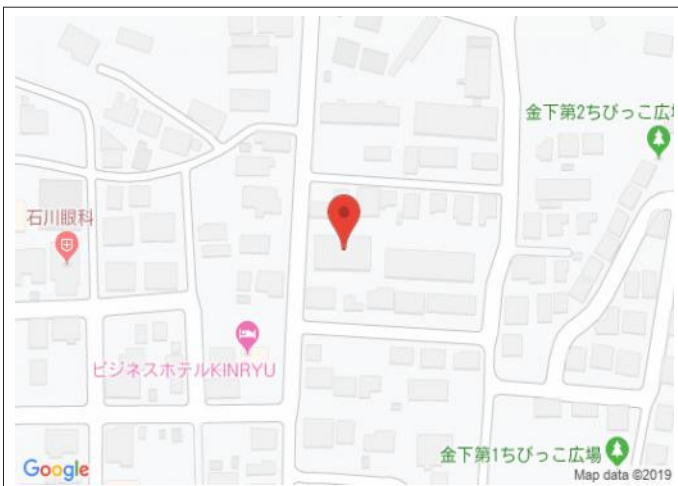 金下第2ちびっこ広場
石川眼科
ビジネスホテルKINRYU
金下第1ちびっこ広場
Google
Map data ©2019